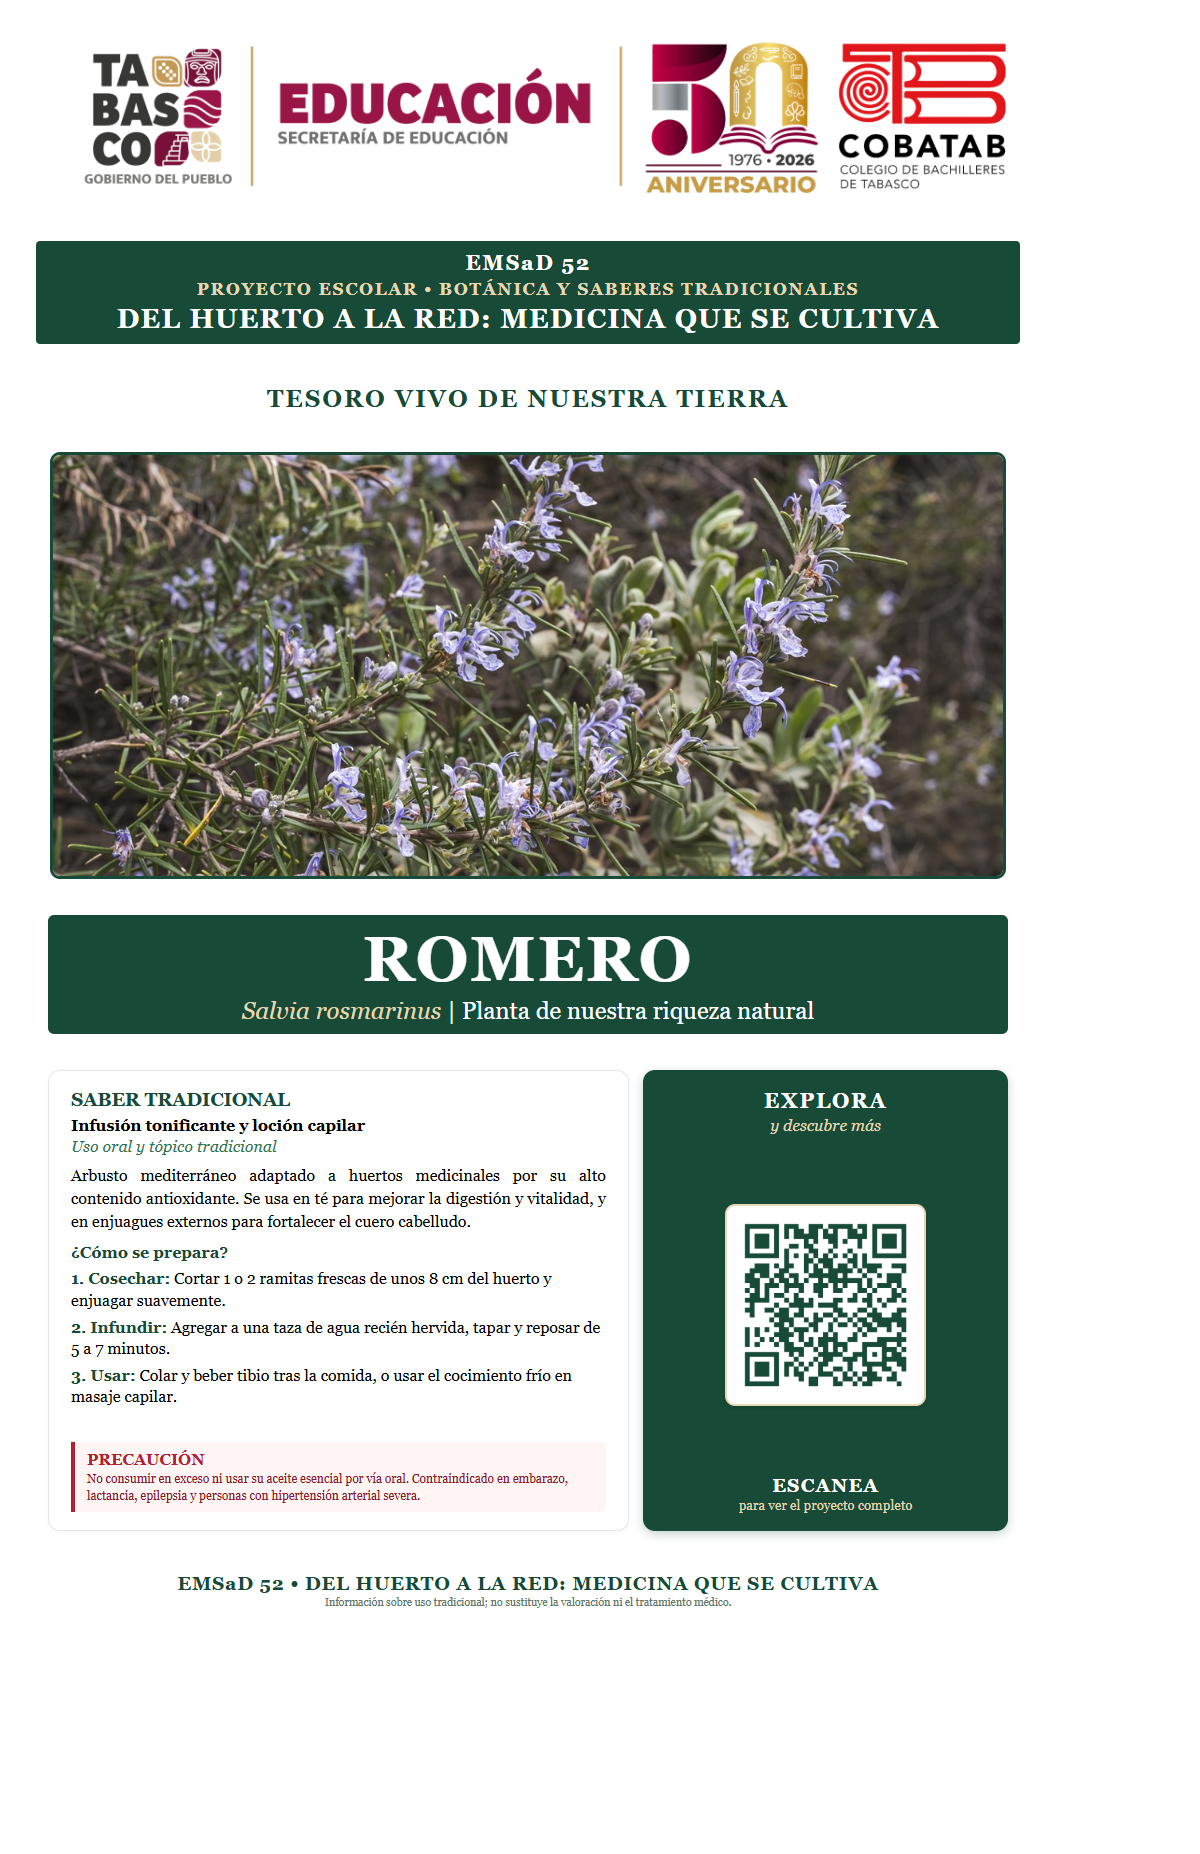 TA
BAS
CO
GOBIERNO DEL PUEBLO
EDUCACIÓN
SECRETARÍA DE EDUCACIÓN
50
1976 • 2026
ANIVERSARIO
COBATAB
COLEGIO DE BACHILLERES
DE TABASCO
EMSaD 52
PROYECTO ESCOLAR • BOTÁNICA Y SABERES TRADICIONALES
DEL HUERTO A LA RED: MEDICINA QUE SE CULTIVA
TESORO VIVO DE NUESTRA TIERRA
ROMERO
Salvia rosmarinus | Planta de nuestra riqueza natural
SABER TRADICIONAL
Infusión tonificante y loción capilar
Uso oral y tópico tradicional
Arbusto mediterráneo adaptado a huertos medicinales por su alto
contenido antioxidante. Se usa en té para mejorar la digestión y vitalidad, y
en enjuagues externos para fortalecer el cuero cabelludo.
¿Cómo se prepara?
1. Cosechar: Cortar 1 o 2 ramitas frescas de unos 8 cm del huerto y
enjuagar suavemente.
2. Infundir: Agregar a una taza de agua recién hervida, tapar y reposar de
5 a 7 minutos.
3. Usar: Colar y beber tibio tras la comida, o usar el cocimiento frío en
masaje capilar.
PRECAUCIÓN
No consumir en exceso ni usar su aceite esencial por vía oral. Contraindicado en embarazo,
lactancia, epilepsia y personas con hipertensión arterial severa.
EXPLORA
y descubre más
ESCANEA
para ver el proyecto completo
EMSaD 52 • DEL HUERTO A LA RED: MEDICINA QUE SE CULTIVA
Información sobre uso tradicional; no sustituye la valoración ni el tratamiento médico.